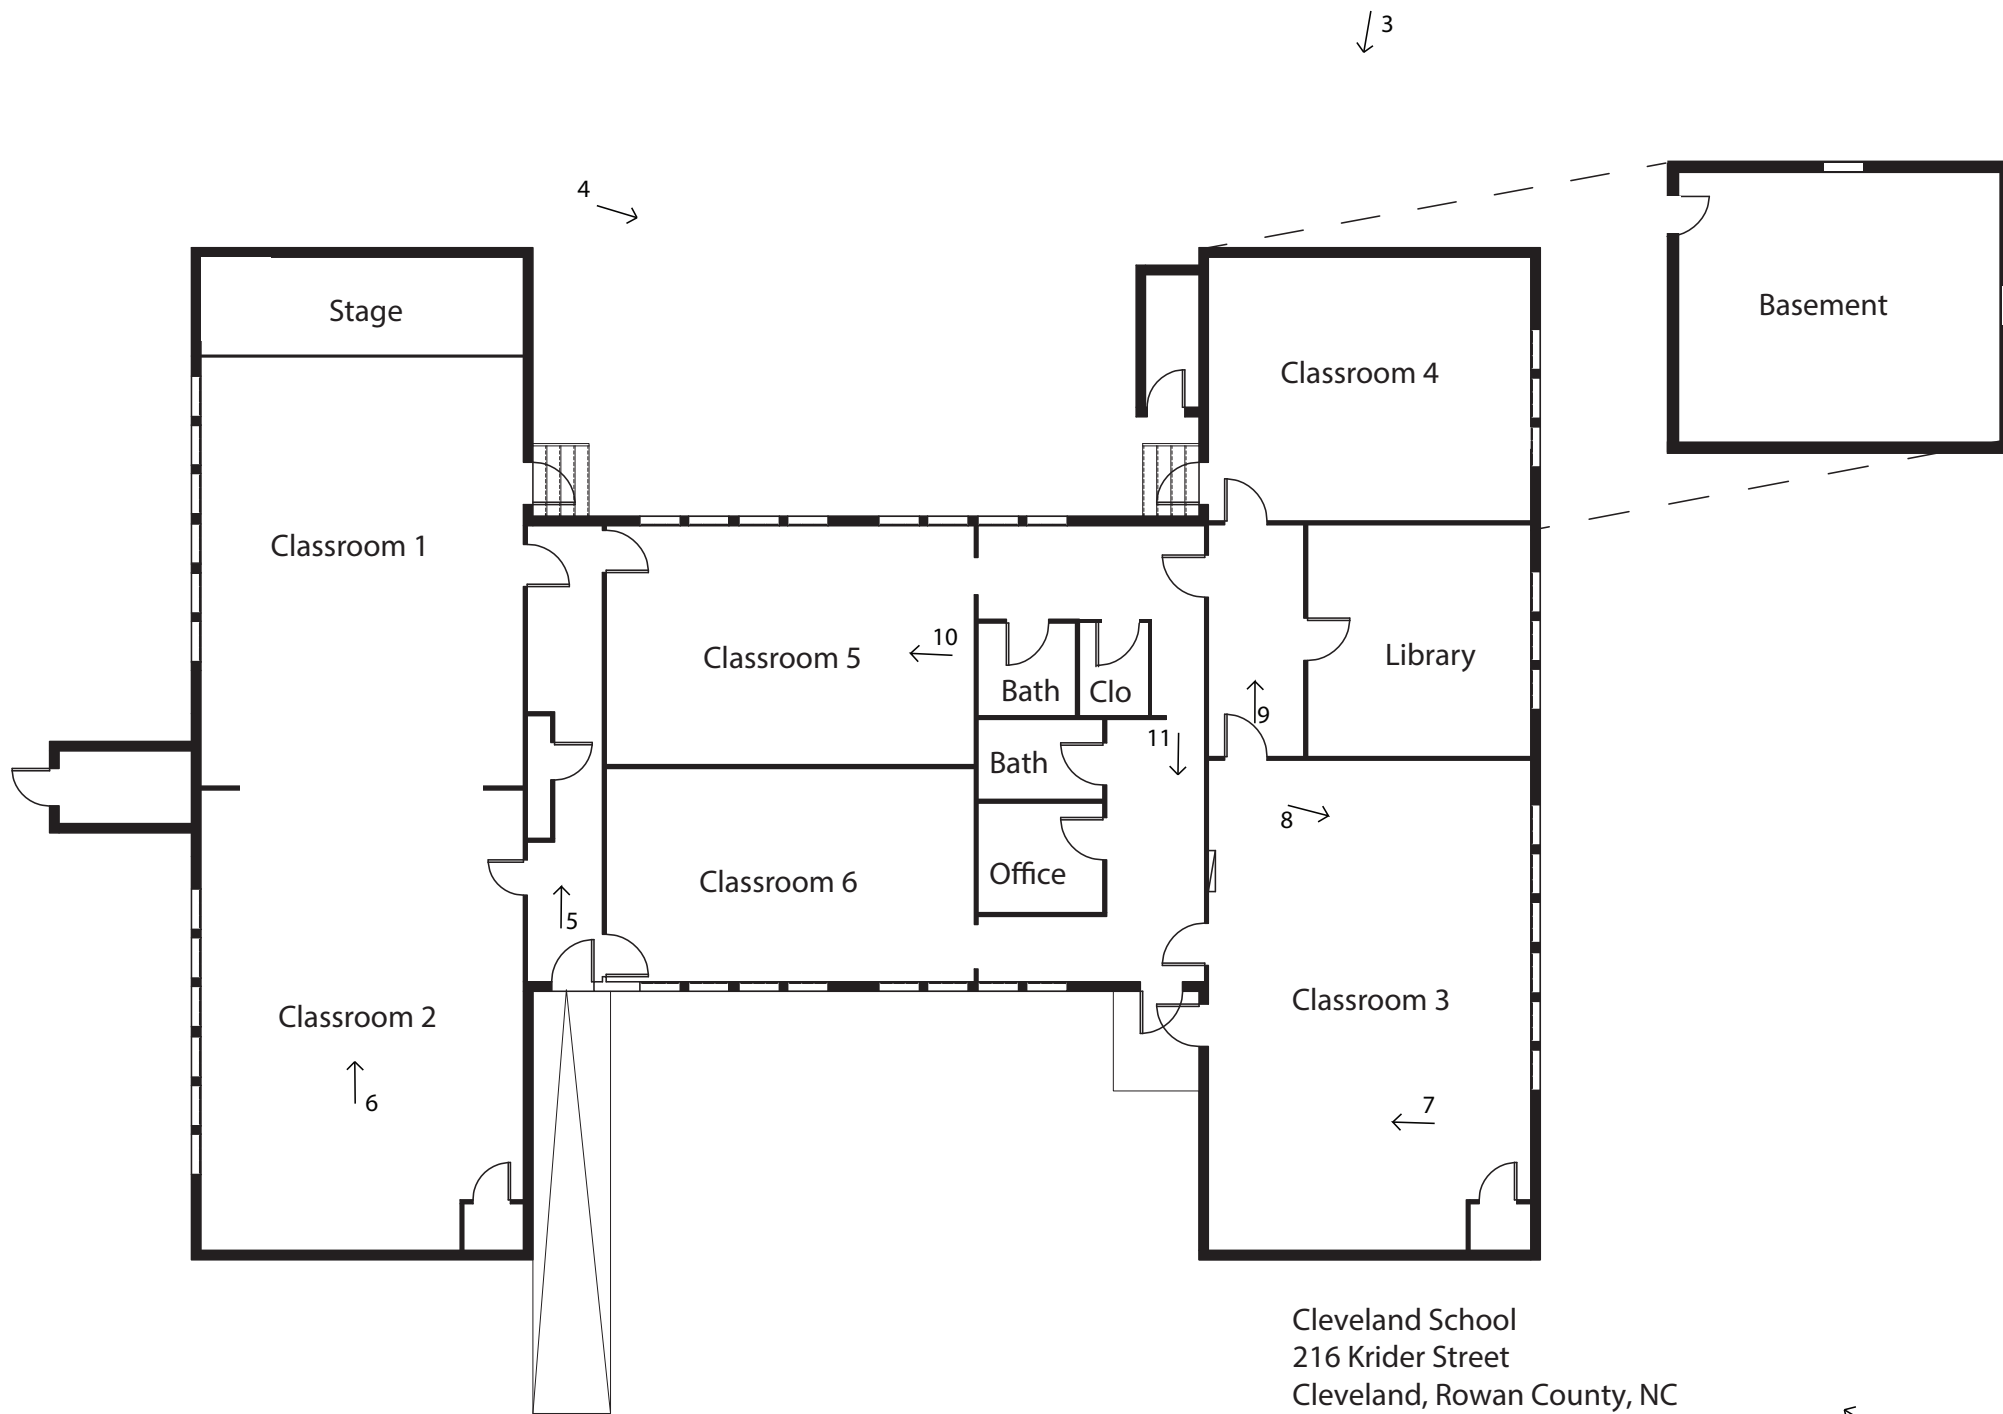 3
4
Stage
Basement
Classroom 4
Classroom 1
10
Classroom 5
Library
Bath
Clo
9
11
Bath
8
Office
Classroom 6
5
Classroom 3
Classroom 2
6
7
Cleveland School
216 Krider Street
Cleveland, Rowan County, NC